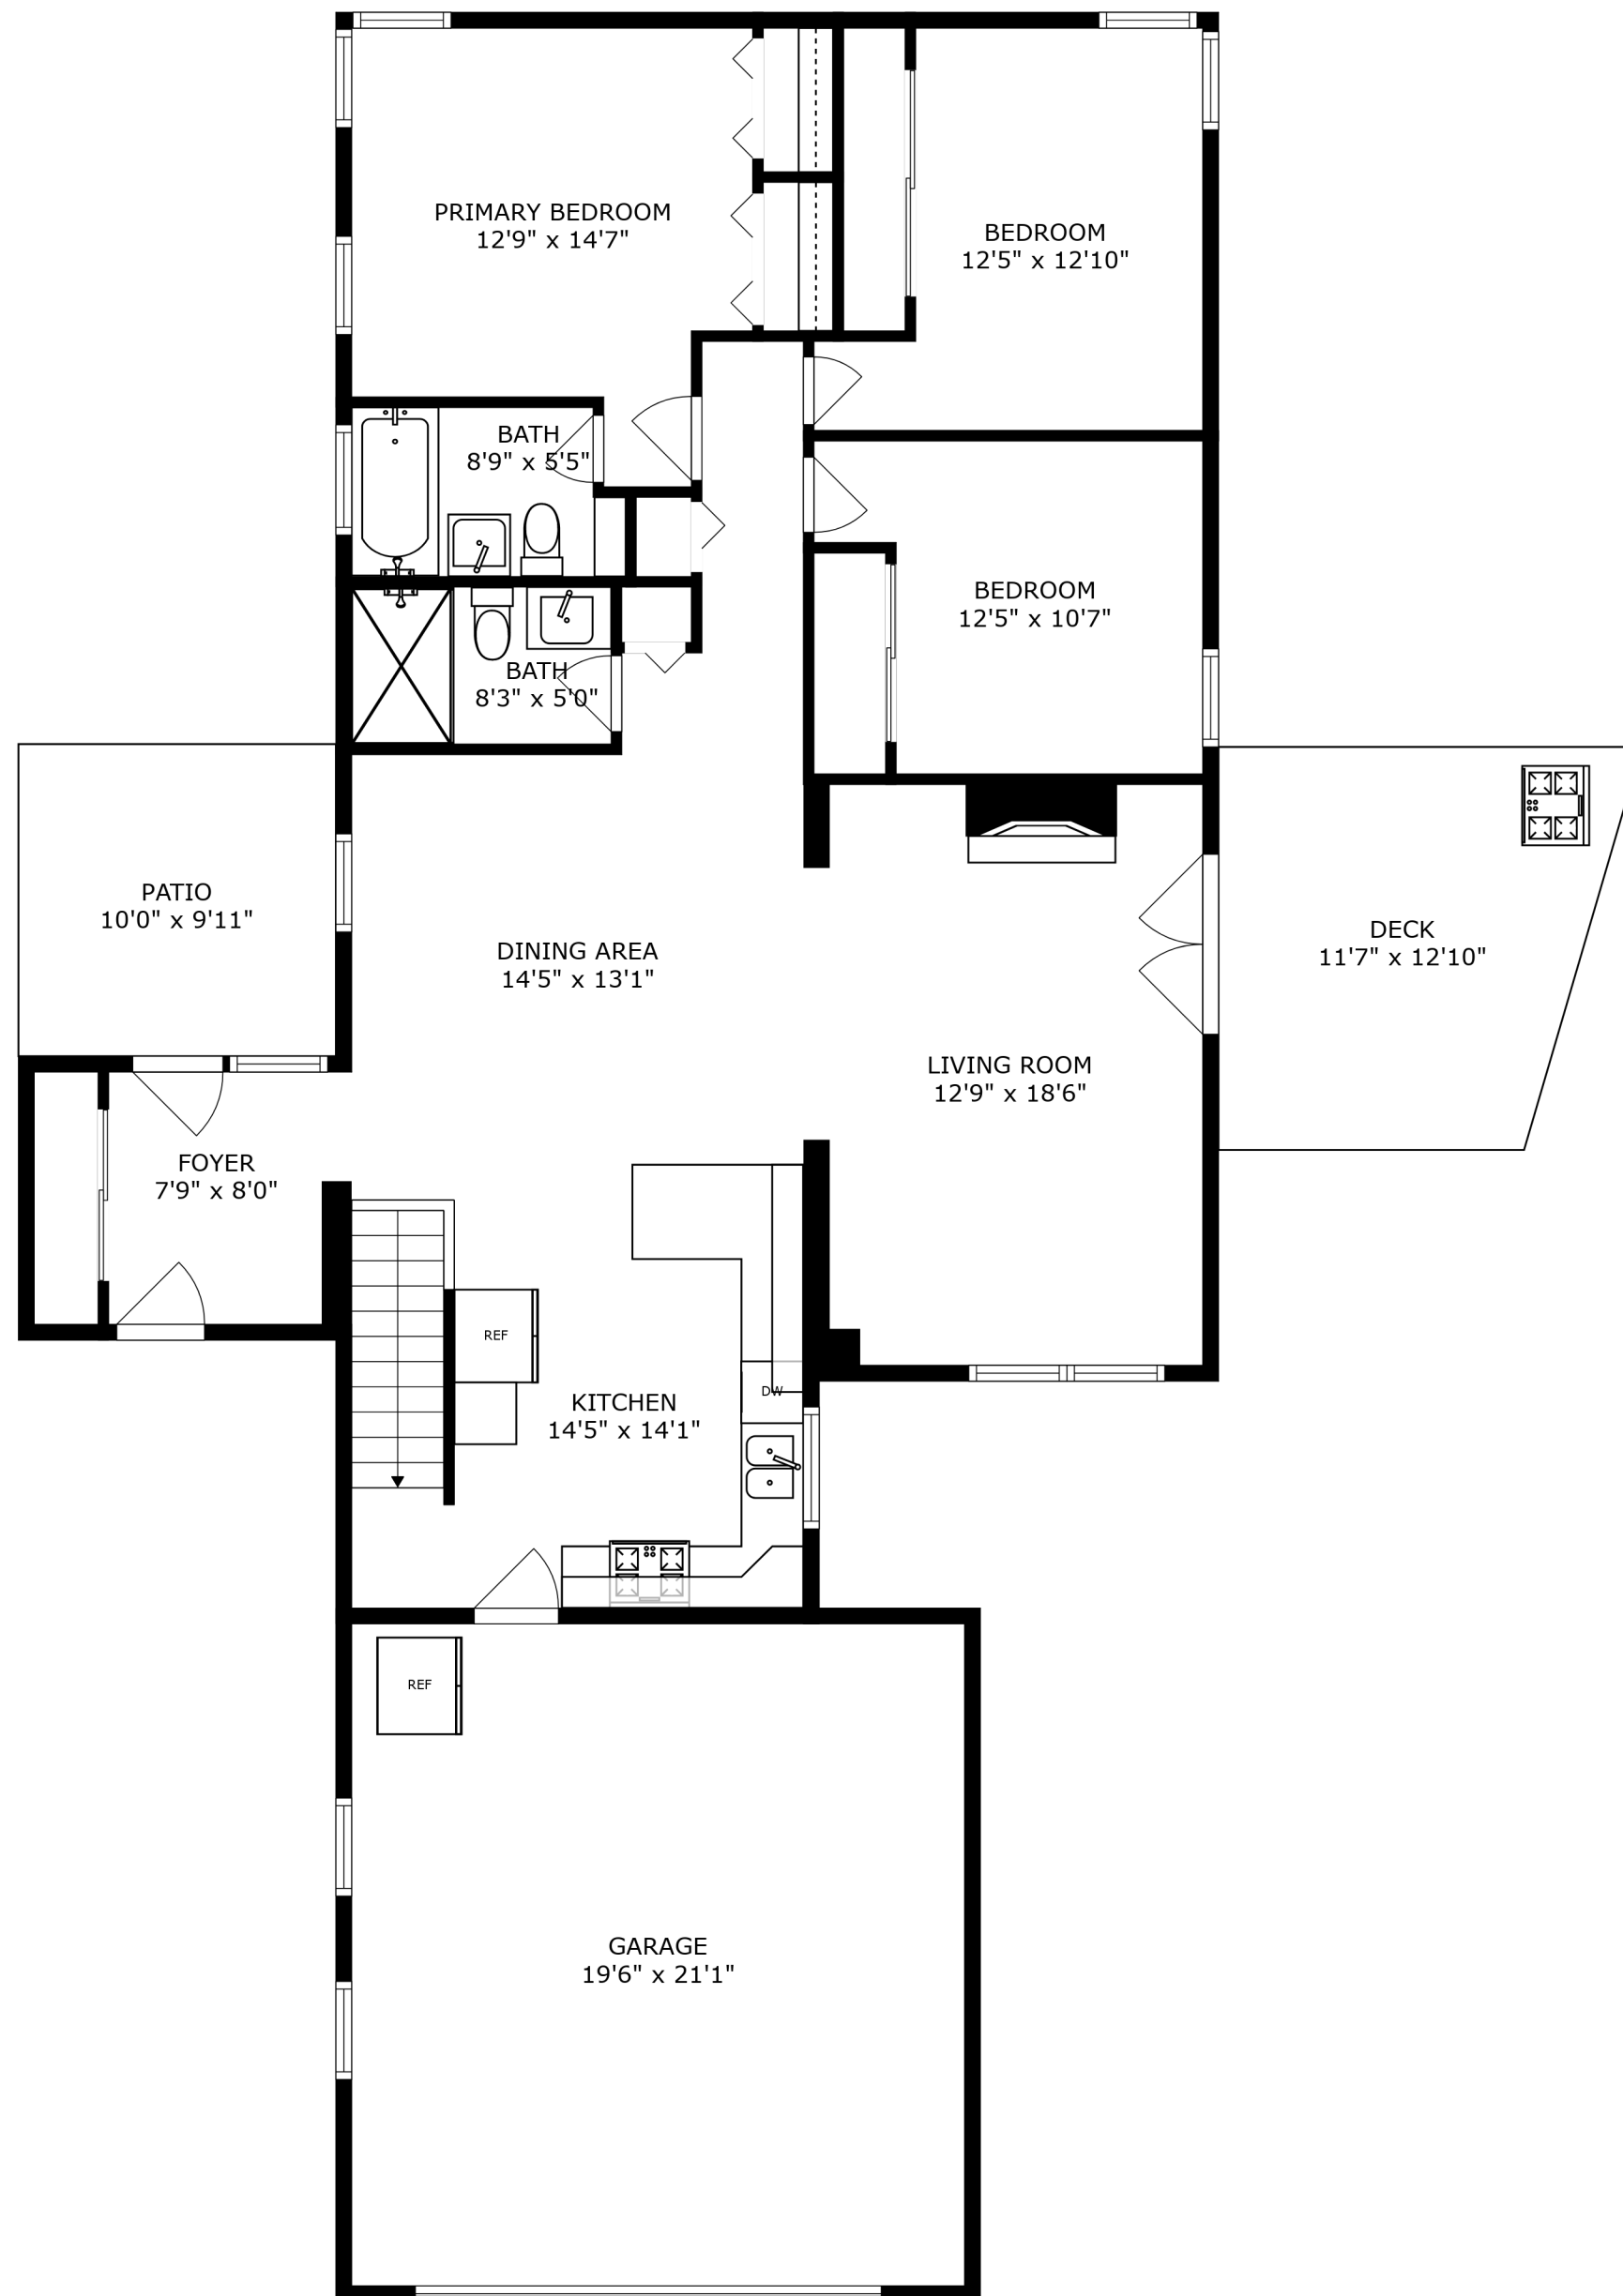 PRIMARY BEDROOM
12'9" x 14'7"
BEDROOM
12'5" x 12'10"
BATH
8'9" x 5'5"
BEDROOM
12'5" x 10'7"
BATH
8'3" x 5'0"
PATIO
10'0" x 9'11"
DINING AREA
14'5" x 13'1"
DECK
11'7" x 12'10"
LIVING ROOM
12'9" x 18'6"
FOYER
7'9" x 8'0"
REF
DW
KITCHEN
14'5" x 14'1"
REF
GARAGE
19'6" x 21'1"